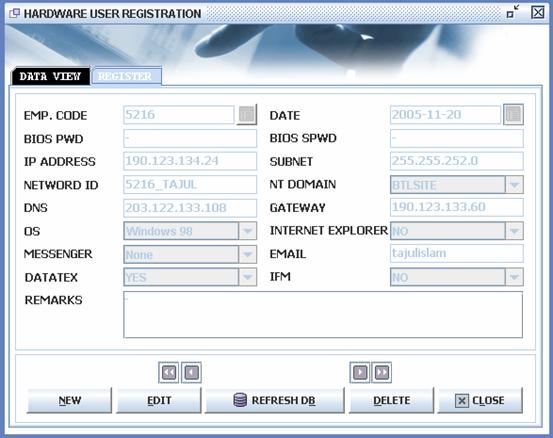 HARDWARE USER REGISTRATION
DATA VIEW REGISTER
EMP. CODE 5216 DATE 2005-11-20
BIOS PWD - BIOS SPWD -
IP ADDRESS 190.123.134.24 SUBNET 255.255.252.0
NETWORD ID 5216_TAJUL NT DOMAIN BTLSITE
DNS 203.122.133.108 GATEWAY 190.123.133.60
OS Windows 98 INTERNET EXPLORER NO
MESSENGER None EMAIL tajulislam
DATATEX YES IFM NO
REMARKS -
NEW EDIT REFRESH DB DELETE CLOSE